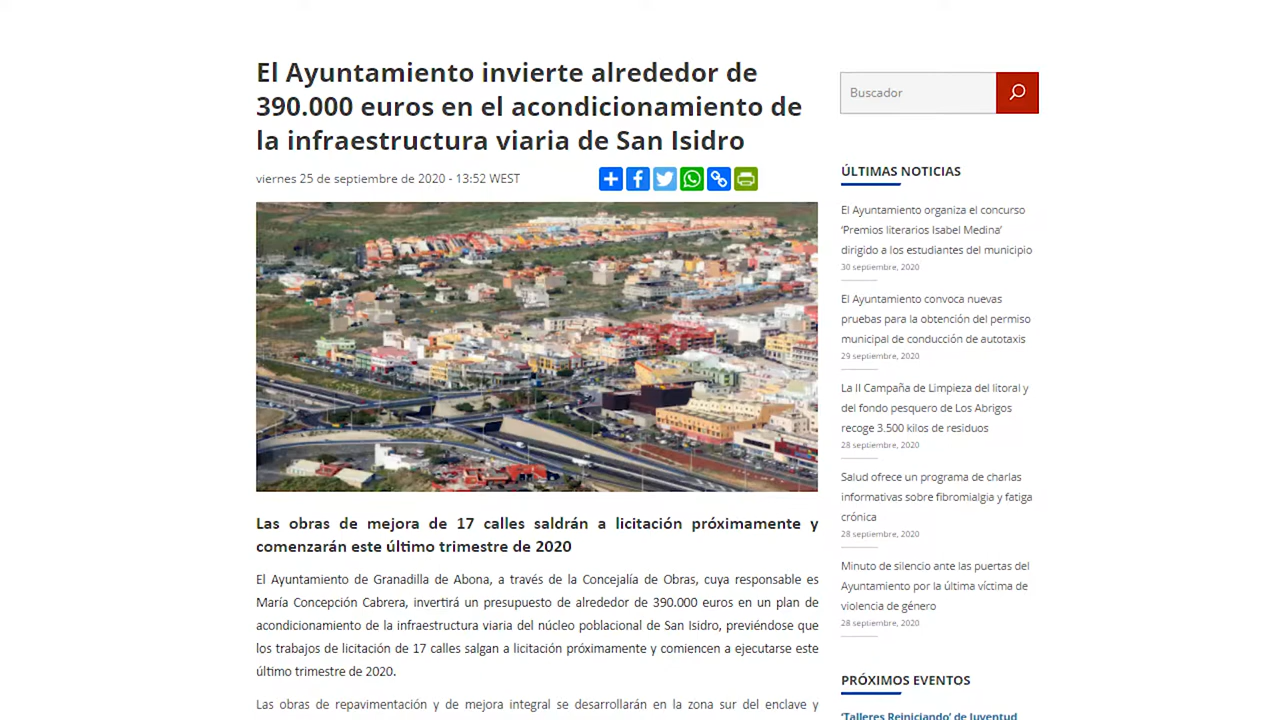 El Ayuntamiento invierte alrededor de
390.000 euros en el acondicionamiento de
la infraestructura viaria de San Isidro
viernes 25 de septiembre de 2020 - 13:52 WEST
Las obras de mejora de 17 calles saldrán a licitación próximamente y
comenzarán este último trimestre de 2020
El Ayuntamiento de Granadilla de Abona, a través de la Concejalía de Obras, cuya responsable es
María Concepción Cabrera, invertirá un presupuesto de alrededor de 390.000 euros en un plan de
acondicionamiento de la infraestructura viaria del núcleo poblacional de San Isidro, previéndose que
los trabajos de licitación de 17 calles salgan a licitación próximamente y comiencen a ejecutarse este
último trimestre de 2020.
Las obras de repavimentación y de mejora integral se desarrollarán en la zona sur del enclave y
Buscador
ÚLTIMAS NOTICIAS
El Ayuntamiento organiza el concurso
‘Premios literarios Isabel Medina’
dirigido a los estudiantes del municipio
30 septiembre, 2020
El Ayuntamiento convoca nuevas
pruebas para la obtención del permiso
municipal de conducción de autotaxis
29 septiembre, 2020
La II Campaña de Limpieza del litoral y
del fondo pesquero de Los Abrigos
recoge 3.500 kilos de residuos
28 septiembre, 2020
Salud ofrece un programa de charlas
informativas sobre fibromialgia y fatiga
crónica
28 septiembre, 2020
Minuto de silencio ante las puertas del
Ayuntamiento por la última víctima de
violencia de género
28 septiembre, 2020
PRÓXIMOS EVENTOS
‘Talleres Reiniciando’ de Juventud